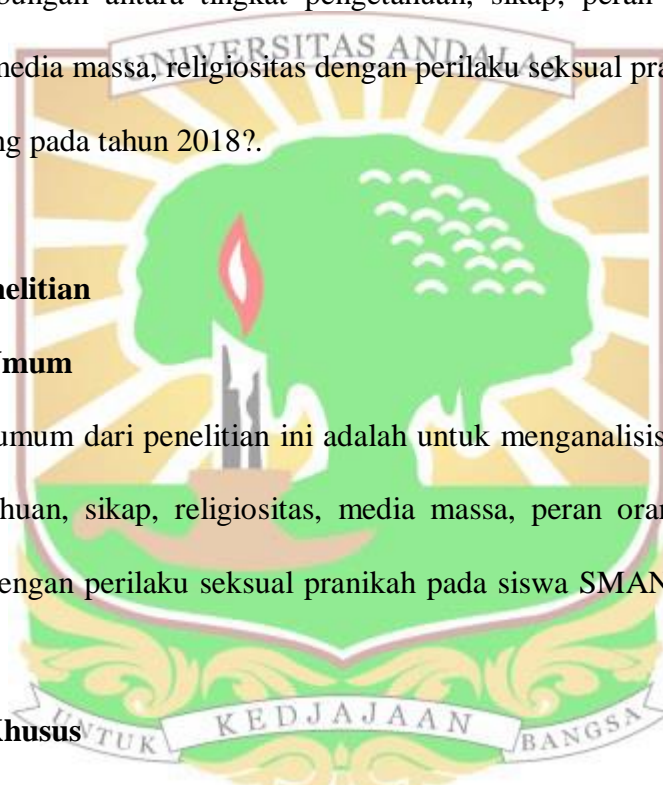 bungan antara tingkat pengetahuan, sikap, peran
UNIVERSITAS ANDALAS
media massa, religiositas dengan perilaku seksual pra
ng pada tahun 2018?.
nelitian
Umum
umum dari penelitian ini adalah untuk menganalisis
huan, sikap, religiositas, media massa, peran oran
dengan perilaku seksual pranikah pada siswa SMAN
Khusus
UNTUK KEDJAJAAN BANGSA